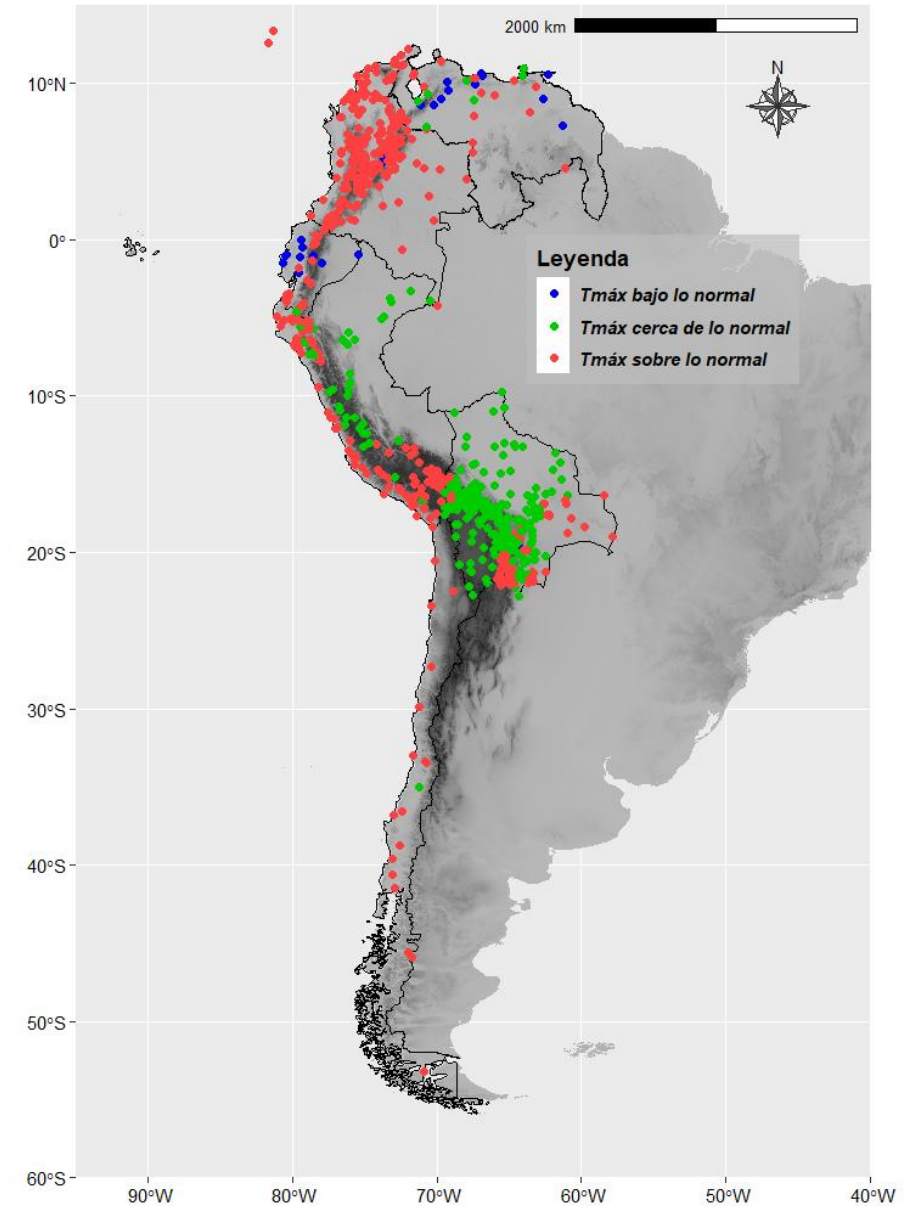 2000 km
N
10°N
0°
10°S
20°S
30°S
40°S
50°S
60°S
Leyenda
Tmáx bajo lo normal
Tmáx cerca de lo normal
Tmáx sobre lo normal
90°W
80°W
70°W
60°W
50°W
40°W